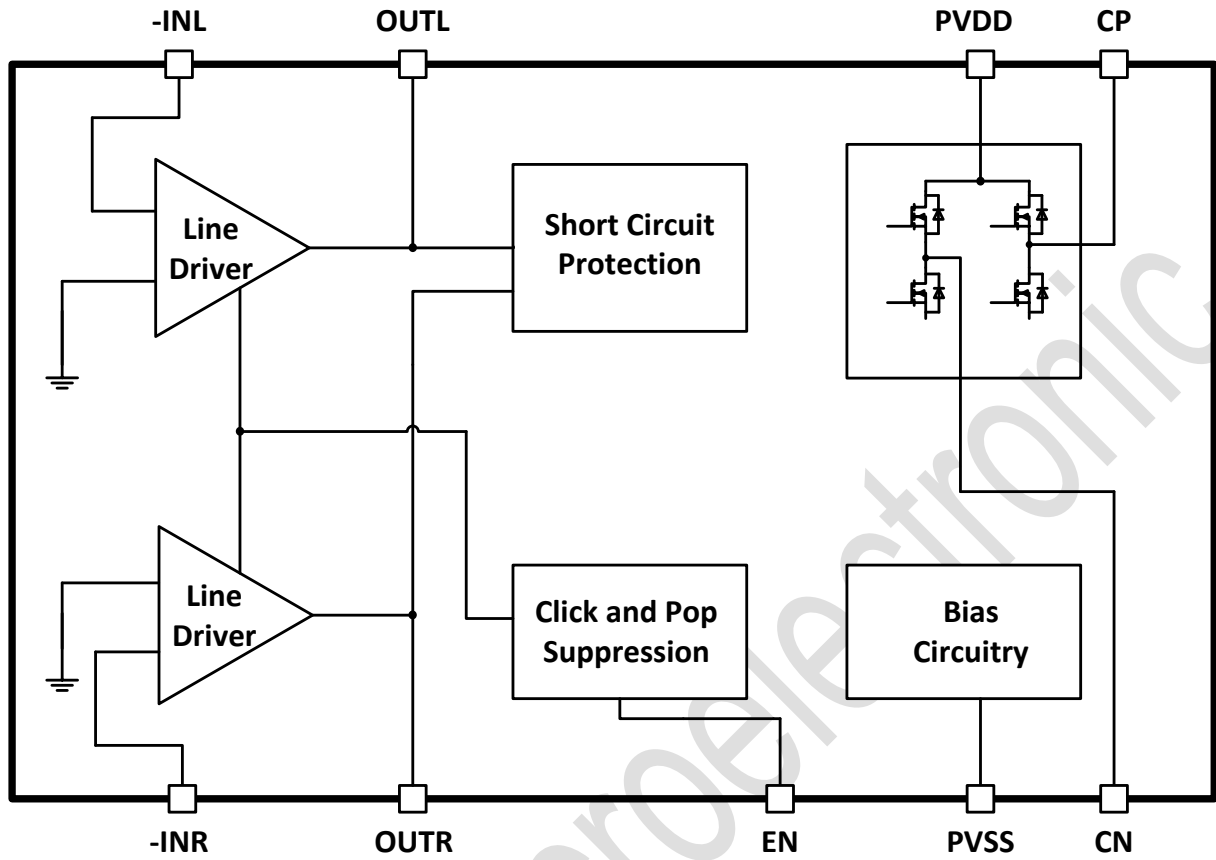 -INL OUTL PVDD CP
Line
Driver
Short Circuit
Protection
Line
Driver
Click and Pop
Suppression
Bias
Circuitry
-INR OUTR EN PVSS CN
roelectronic